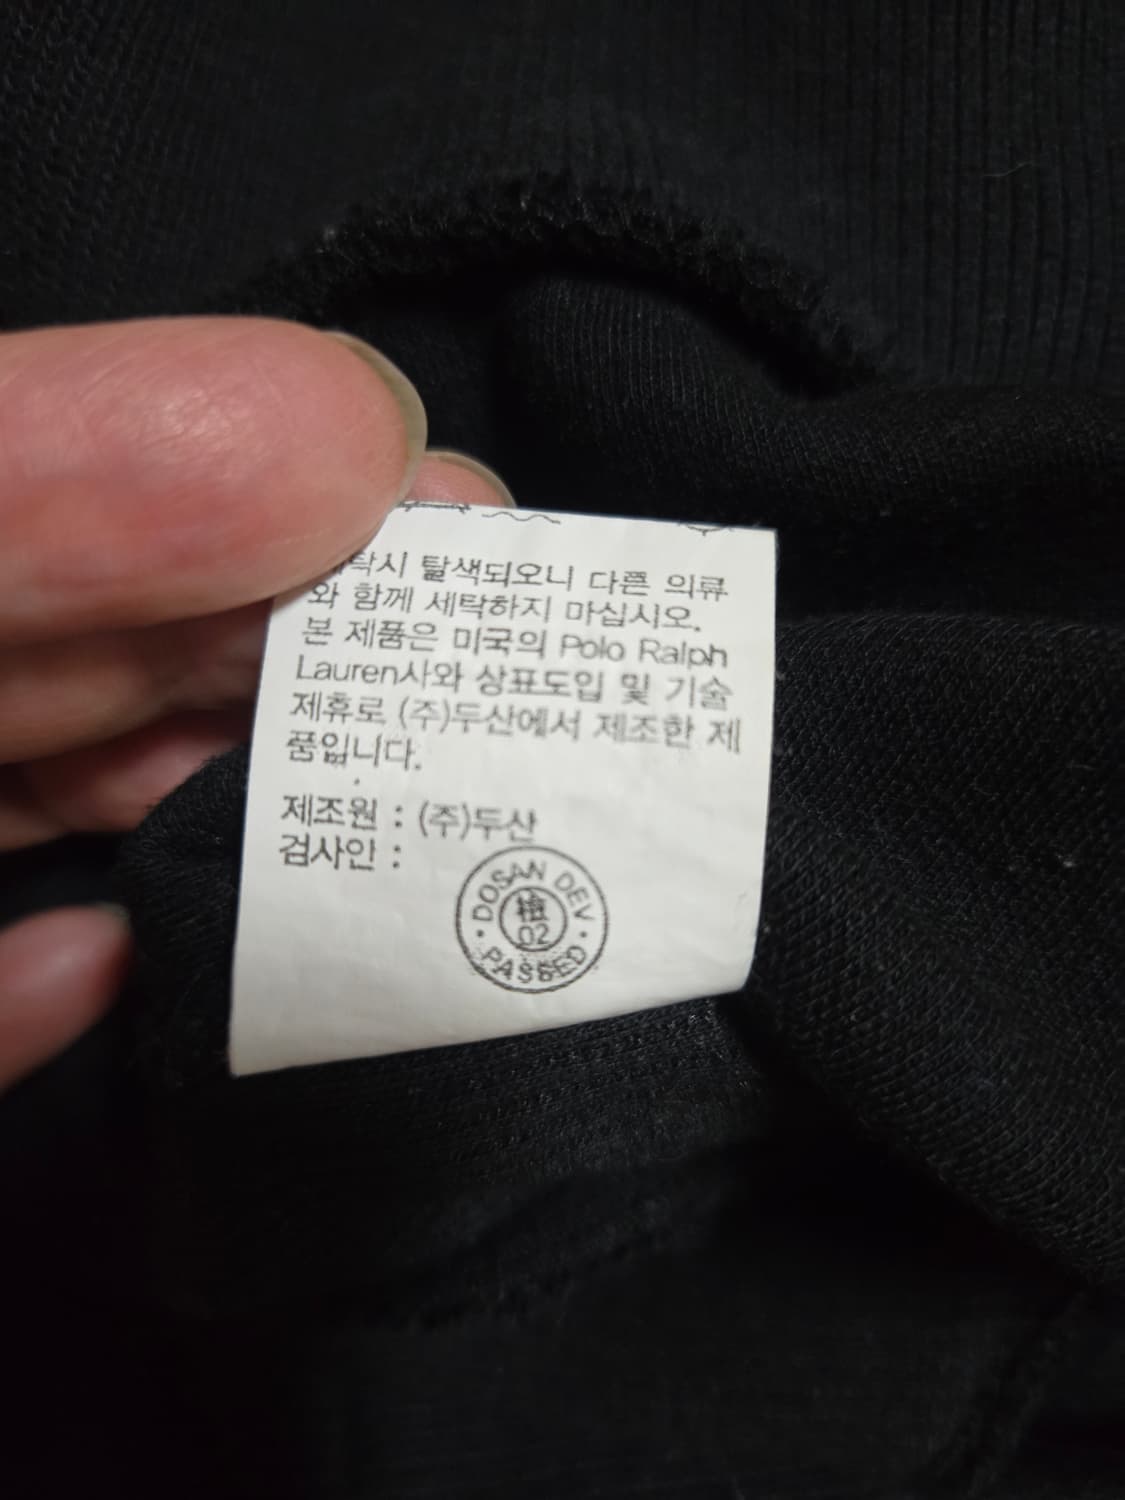 탁시 탈색되오니 다른 의류
와 함께 세탁하지 마십시오.
본 제품은 미국의 Polo Ralph
Lauren사와 상표도입 및 기술
제휴로 (주)두산에서 제조한 제
품입니다.
제조원 : (주)두산
검사인 :
DOSAN DEV
檢
02
PASSED